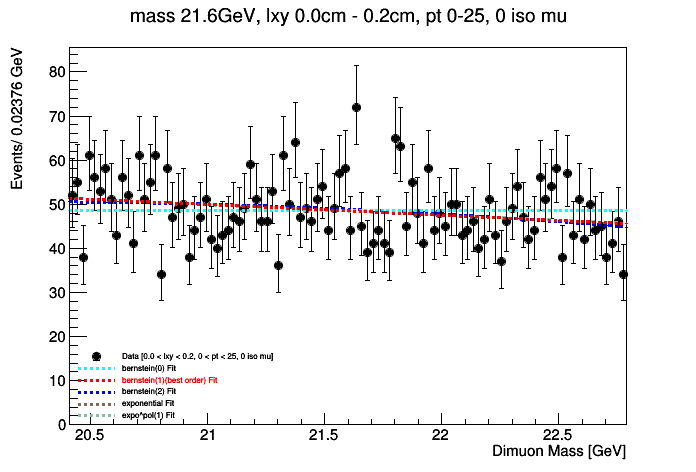 mass 21.6GeV, lxy 0.0cm - 0.2cm, pt 0-25, 0 iso mu
Events/ 0.02376 GeV
80
70
60
50
40
30
20
10
0
Data [0.0 < lxy < 0.2, 0 < pt < 25, 0 iso mu]
bernstein(0) Fit
bernstein(1)(best order) Fit
bernstein(2) Fit
exponential Fit
expo*pol(1) Fit
20.5 21 21.5 22 22.5
Dimuon Mass [GeV]